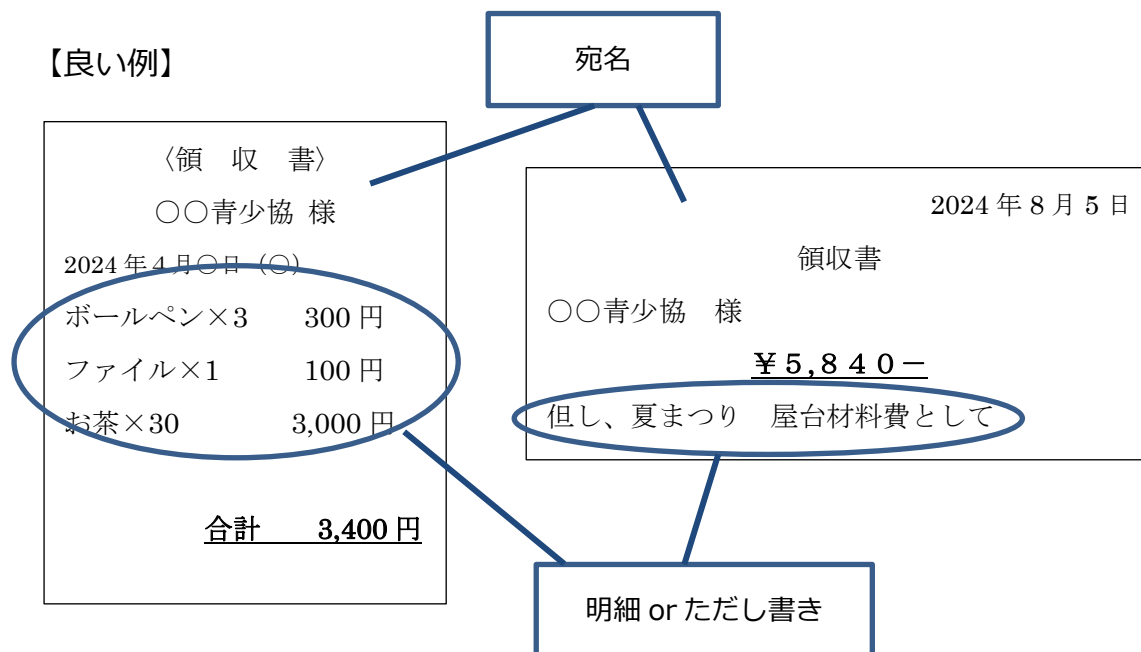 【良い例】
宛名
〈領　収　書〉
○○青少協 様
2024年4月○日（○）
ボールペン×3　300円
ファイル×1　100円
お茶×30　3,000円
合計　3,400円
2024年8月5日
領収書
○○青少協　様
￥５,８４０－
但し、夏まつり　屋台材料費として
明細 or ただし書き